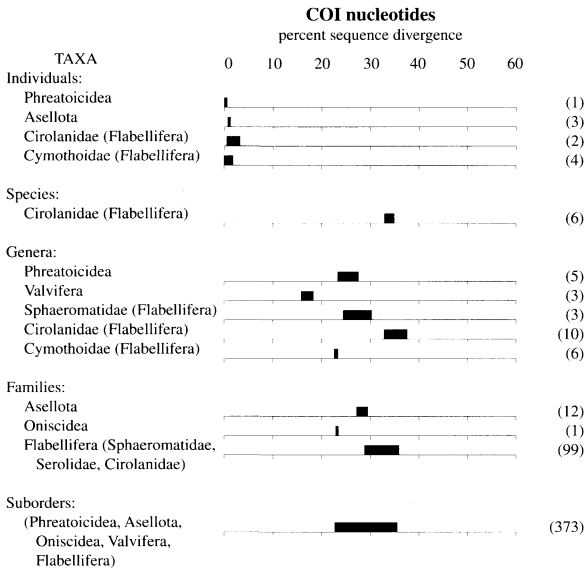 COI nucleotides
percent sequence divergence
TAXA 0 10 20 30 40 50 60
Individuals:
Phreatoicidea (1)
Asellota (3)
Cirolanidae (Flabellifera) (2)
Cymothoidae (Flabellifera) (4)
Species:
Cirolanidae (Flabellifera) (6)
Genera:
Phreatoicidea (5)
Valvifera (3)
Sphaeromatidae (Flabellifera) (3)
Cirolanidae (Flabellifera) (10)
Cymothoidae (Flabellifera) (6)
Families:
Asellota (12)
Oniscidea (1)
Flabellifera (Sphaeromatidae, (99)
Serolidae, Cirolanidae)
Suborders:
(Phreatoicidea, Asellota, (373)
Oniscidea, Valvifera,
Flabellifera)